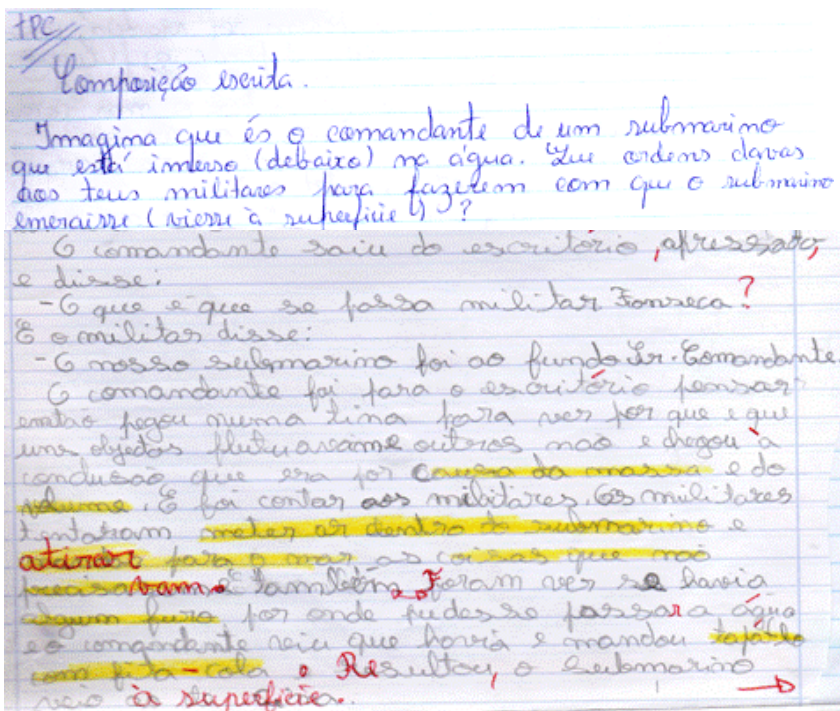 TPC
Composição escrita.
Imagina que és o comandante de um submarino
que está imerso (debaixo) na água. Que ordens davas
aos teus militares para fazerem com que o submarino
emergisse (viesse à superfície) ?
O comandante saiu do escritório, apressado,
e disse:
- O que é que se passa militar Fonseca?
E o militar disse:
- O nosso submarino foi ao fundo Sr. Comandante.
O comandante foi para o escritório pensar
então pegou numa tina para ver por que é que
uns objetos flutuavam e outros não e chegou à
conclusão que era por causa da massa e do
volume. E foi contar aos militares. Os militares
tentaram meter ar dentro do submarino e
atirar para o mar as coisas que não
precisavam. E também. Foram ver se havia
algum furo por onde pudesse passar a água
e o comandante viu que havia e mandou tapá-lo
com fita-cola. Resultou, o submarino
veio à superfície.